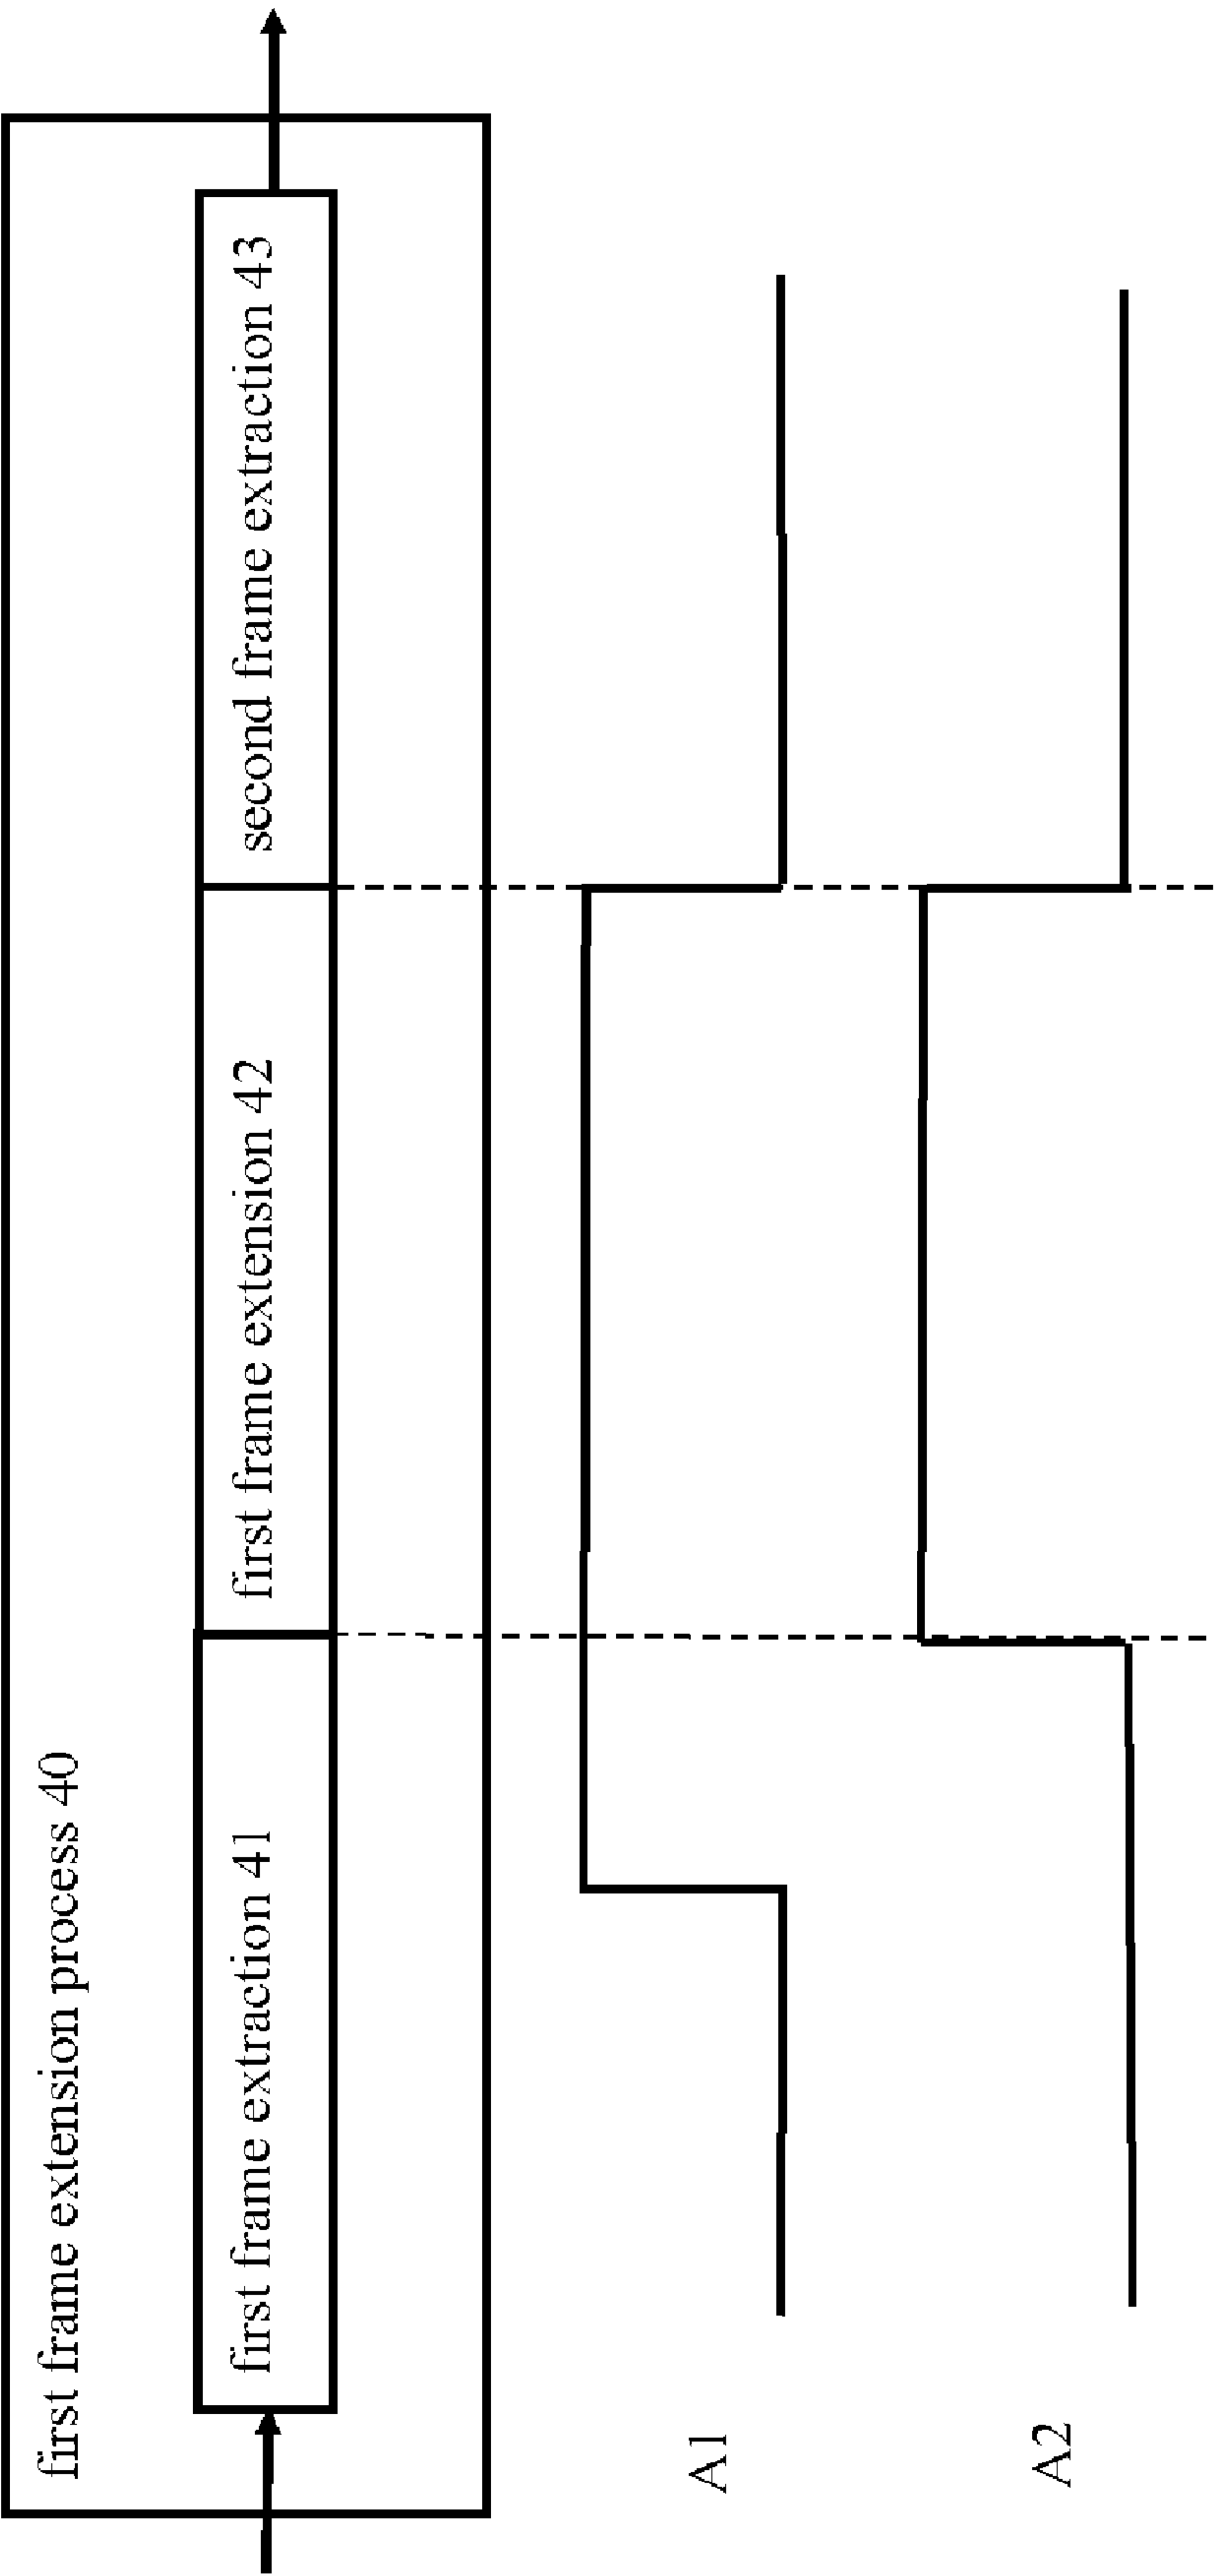 first frame extension process 40
first frame extraction 41
first frame extension 42
second frame extraction 43
A1
A2